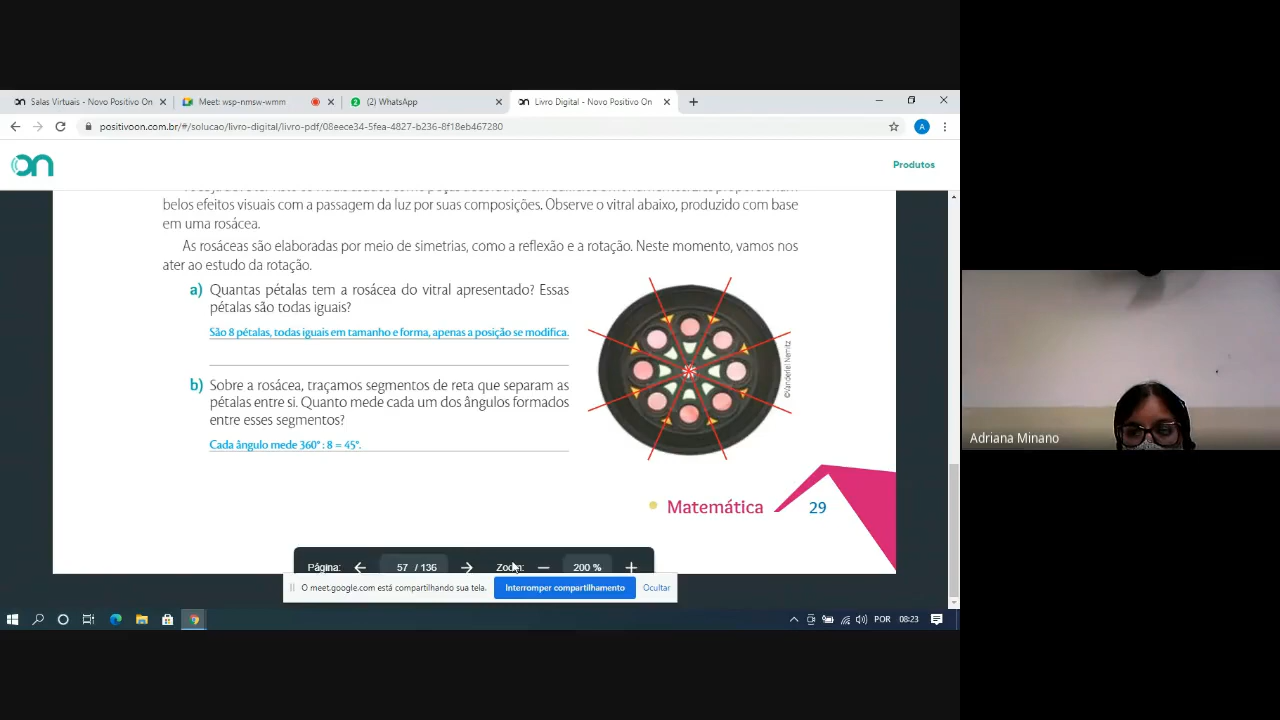 Salas Virtuais - Novo Positivo On
Meet: wsp-nmsw-wmm
(2) WhatsApp
Livro Digital - Novo Positivo On
positivoon.com.br/#/solucao/livro-digital/livro-pdf/08eece34-5fea-4827-b236-8f18eb467280
A
on
Produtos
belos efeitos visuais com a passagem da luz por suas composições. Observe o vitral abaixo, produzido com base
em uma rosácea.
As rosáceas são elaboradas por meio de simetrias, como a reflexão e a rotação. Neste momento, vamos nos
ater ao estudo da rotação.
a) Quantas pétalas tem a rosácea do vitral apresentado? Essas
pétalas são todas iguais?
São 8 pétalas, todas iguais em tamanho e forma, apenas a posição se modifica.
b) Sobre a rosácea, traçamos segmentos de reta que separam as
pétalas entre si. Quanto mede cada um dos ângulos formados
entre esses segmentos?
Cada ângulo mede 360° : 8 = 45°.
©Vanderlei Nemitz
Matemática 29
Página: 57 / 136 Zoom: 200 %
O meet.google.com está compartilhando sua tela. Interromper compartilhamento Ocultar
POR 08:23
Adriana Minano